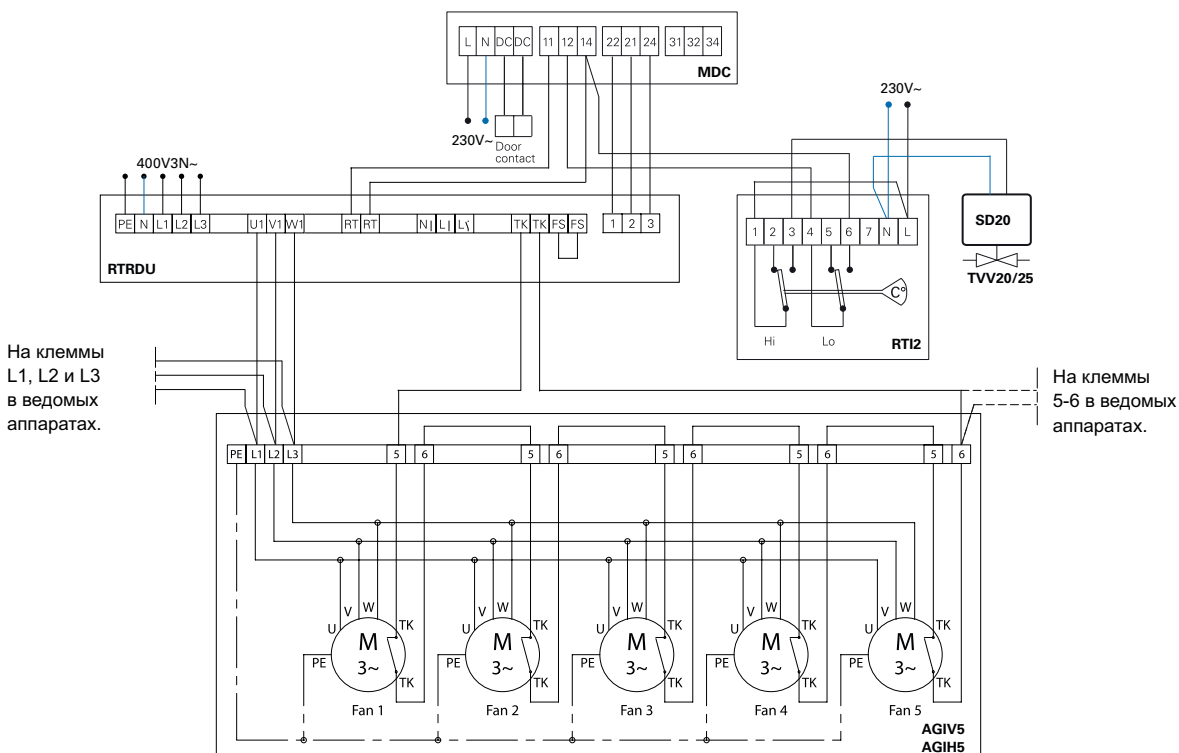 L N DC DC 11 12 14 22 21 24 31 32 34
MDC
230V~
Door
contact
230V~
400V3N~
PE N L1 L2 L3 U1 V1 W1 RT RT N L L TK TK FS FS 1 2 3
RTRDU
1 2 3 4 5 6 7 N L
C°
Hi Lo
RTI2
SD20
TVV20/25
На клеммы
L1, L2 и L3
в ведомых
аппаратах.
На клеммы
5-6 в ведомых
аппаратах.
PE L1 L2 L3 5 6 5 6 5 6 5 6 5 6
U V W TK U V W TK U V W TK U V W TK U V W TK
M M M M M
3~ 3~ 3~ 3~ 3~
PE PE PE PE PE
TK TK TK TK TK
Fan 1 Fan 2 Fan 3 Fan 4 Fan 5
AGIV5
AGIH5